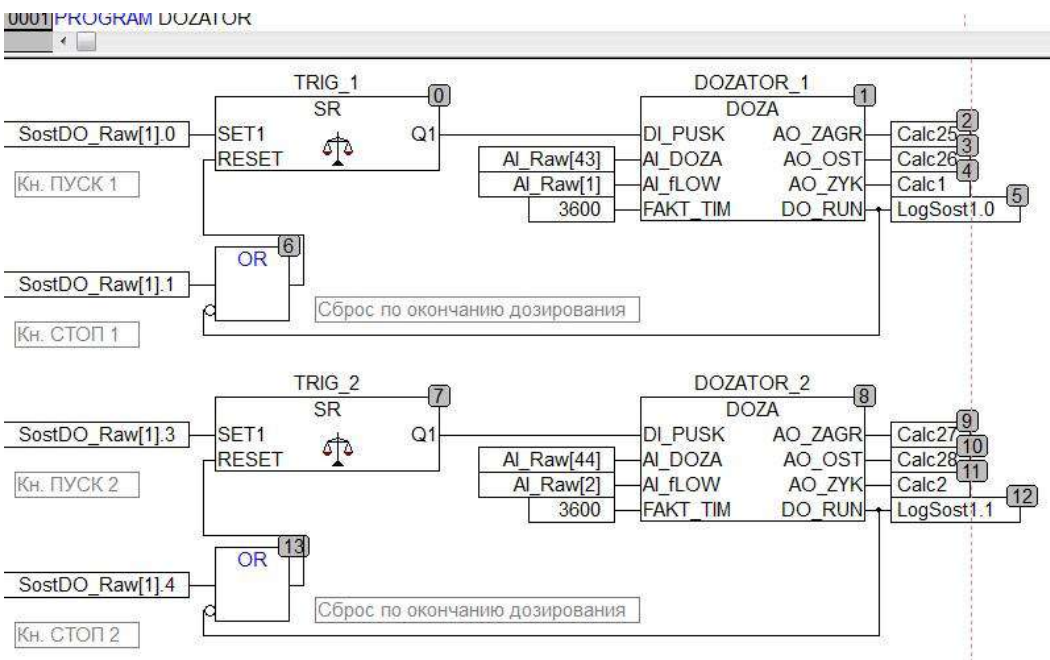 0001 PROGRAM DOZATOR
TRIG_1 0
SR
SostDO_Raw[1].0 SET1 Q1
RESET
Кн. ПУСК 1
DOZATOR_1 1
DOZA
DI_PUSK AO_ZAGR Calc25 2
AI_Raw[43] AI_DOZA AO_OST Calc26 3
AI_Raw[1] AI_fLOW AO_ZYK Calc1 4
3600 FAKT_TIM DO_RUN LogSost1.0 5
OR 6
SostDO_Raw[1].1
Сброс по окончанию дозирования
Кн. СТОП 1
TRIG_2 7
SR
SostDO_Raw[1].3 SET1 Q1
RESET
Кн. ПУСК 2
DOZATOR_2 8
DOZA
DI_PUSK AO_ZAGR Calc27 9
AI_Raw[44] AI_DOZA AO_OST Calc28 10
AI_Raw[2] AI_fLOW AO_ZYK Calc2 11
3600 FAKT_TIM DO_RUN LogSost1.1 12
OR 13
SostDO_Raw[1].4
Сброс по окончанию дозирования
Кн. СТОП 2